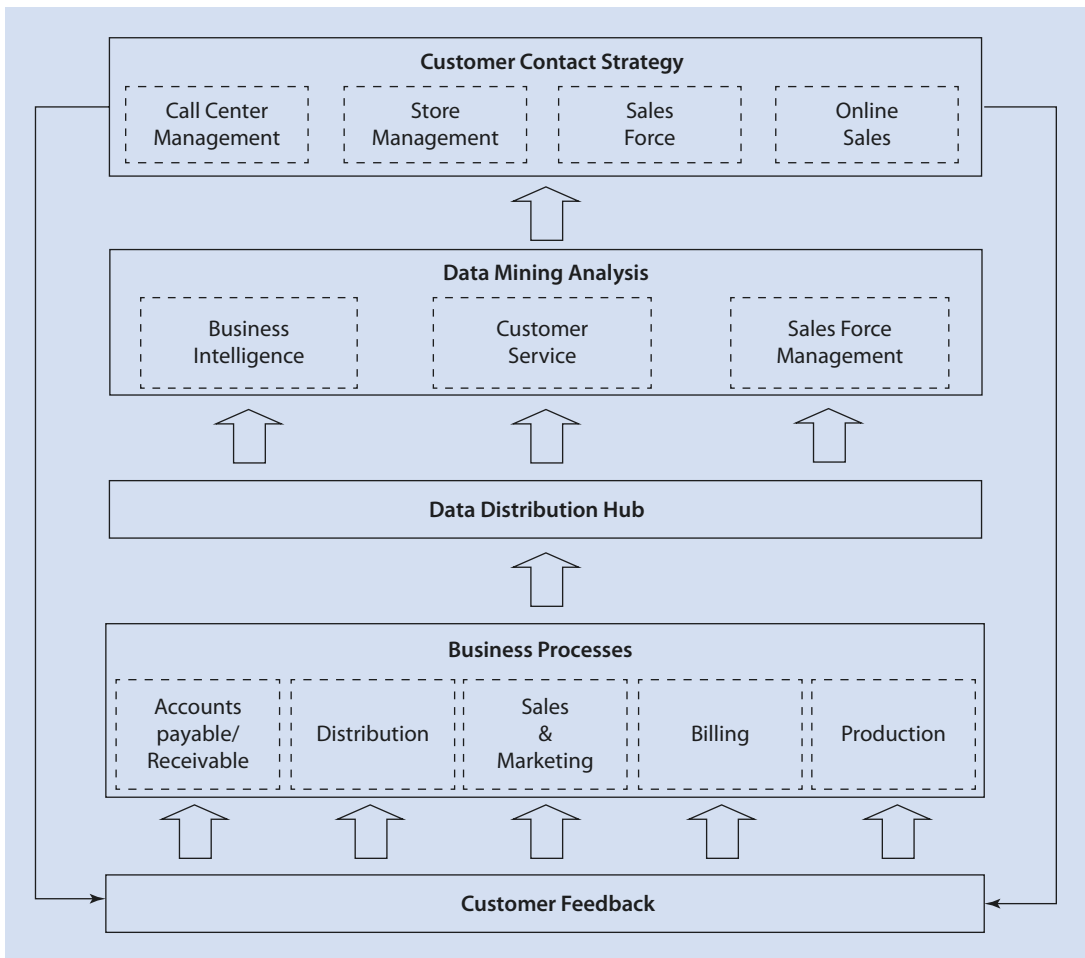 Customer Contact Strategy
Call Center
Management
Store
Management
Sales
Force
Online
Sales
Data Mining Analysis
Business
Intelligence
Customer
Service
Sales Force
Management
Data Distribution Hub
Business Processes
Accounts
payable/
Receivable
Distribution
Sales
&
Marketing
Billing
Production
Customer Feedback